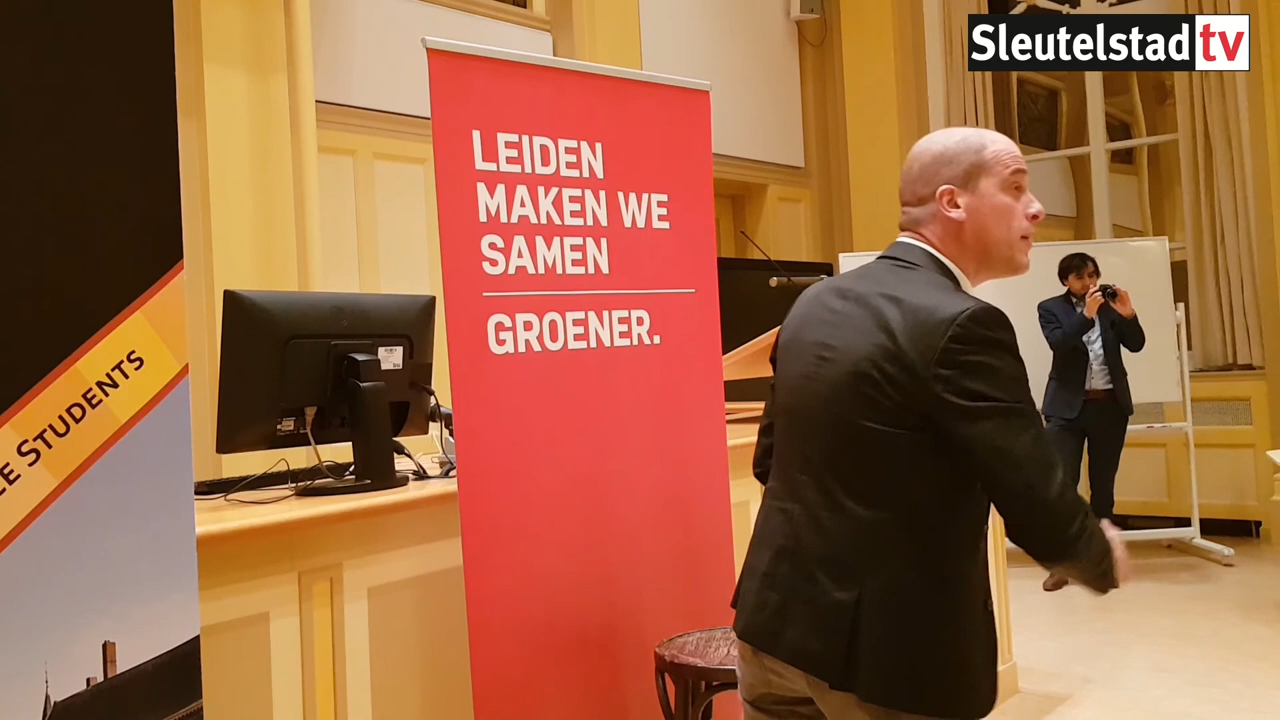 Sleutelstad tv
LEIDEN
MAKEN WE
SAMEN
GROENER.
STUDENTS